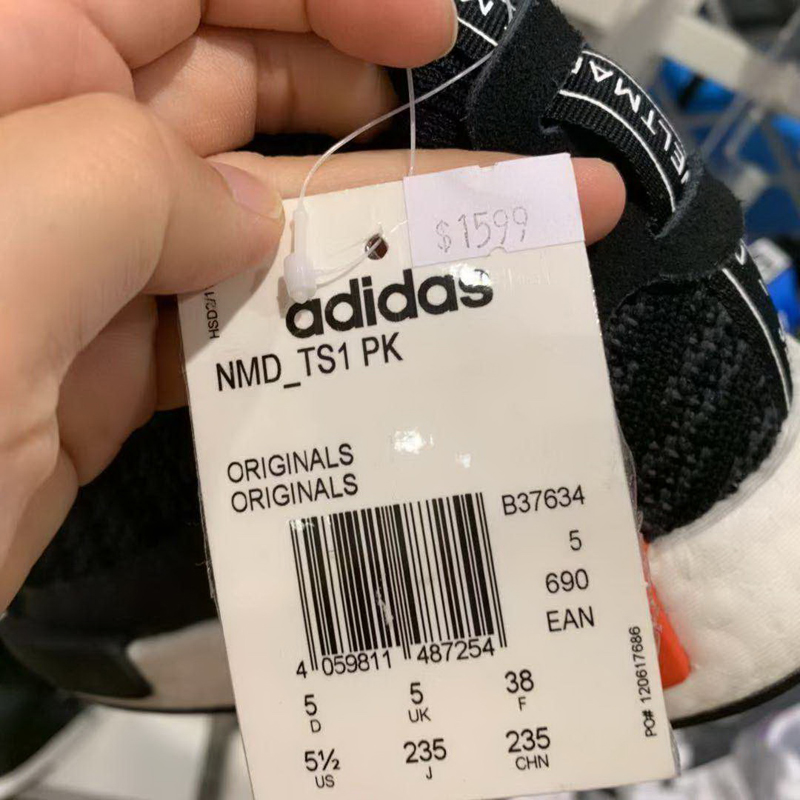 $1599
adidas
NMD_TS1 PK
ORIGINALS
ORIGINALS
B37634
5
690
EAN
4 059811 487254
5 5 38
D UK F
5½ 235 235
US J CHN
PO# 120617686